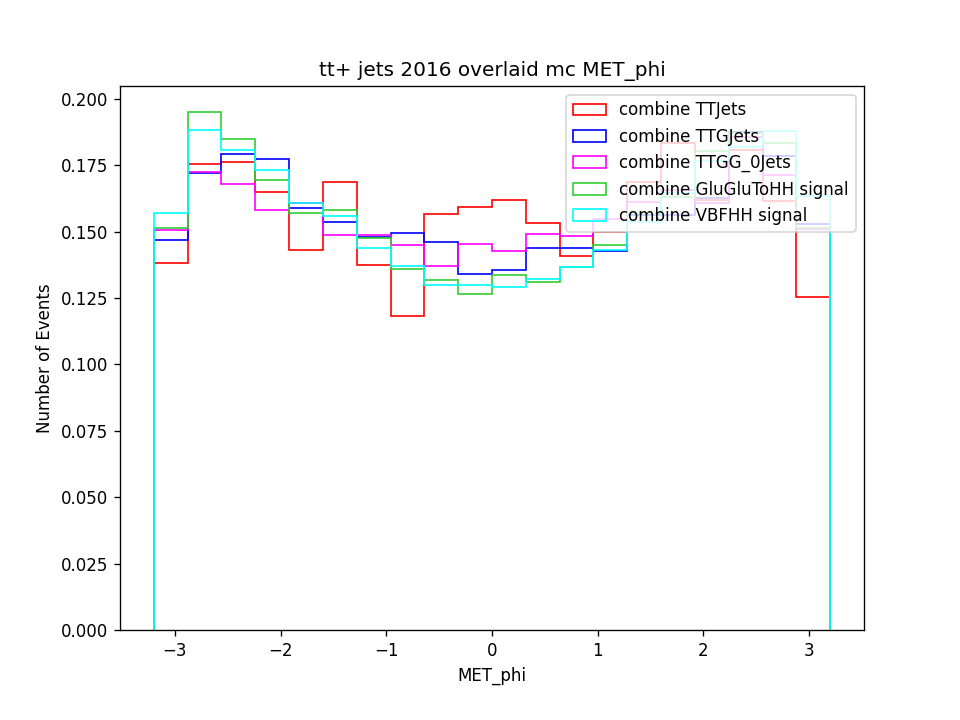 tt+ jets 2016 overlaid mc MET_phi
combine TTJets
combine TTGJets
combine TTGG_0Jets
combine GluGluToHH signal
combine VBFHH signal
Number of Events
0.200
0.175
0.150
0.125
0.100
0.075
0.050
0.025
0.000
−3 −2 −1 0 1 2 3
MET_phi